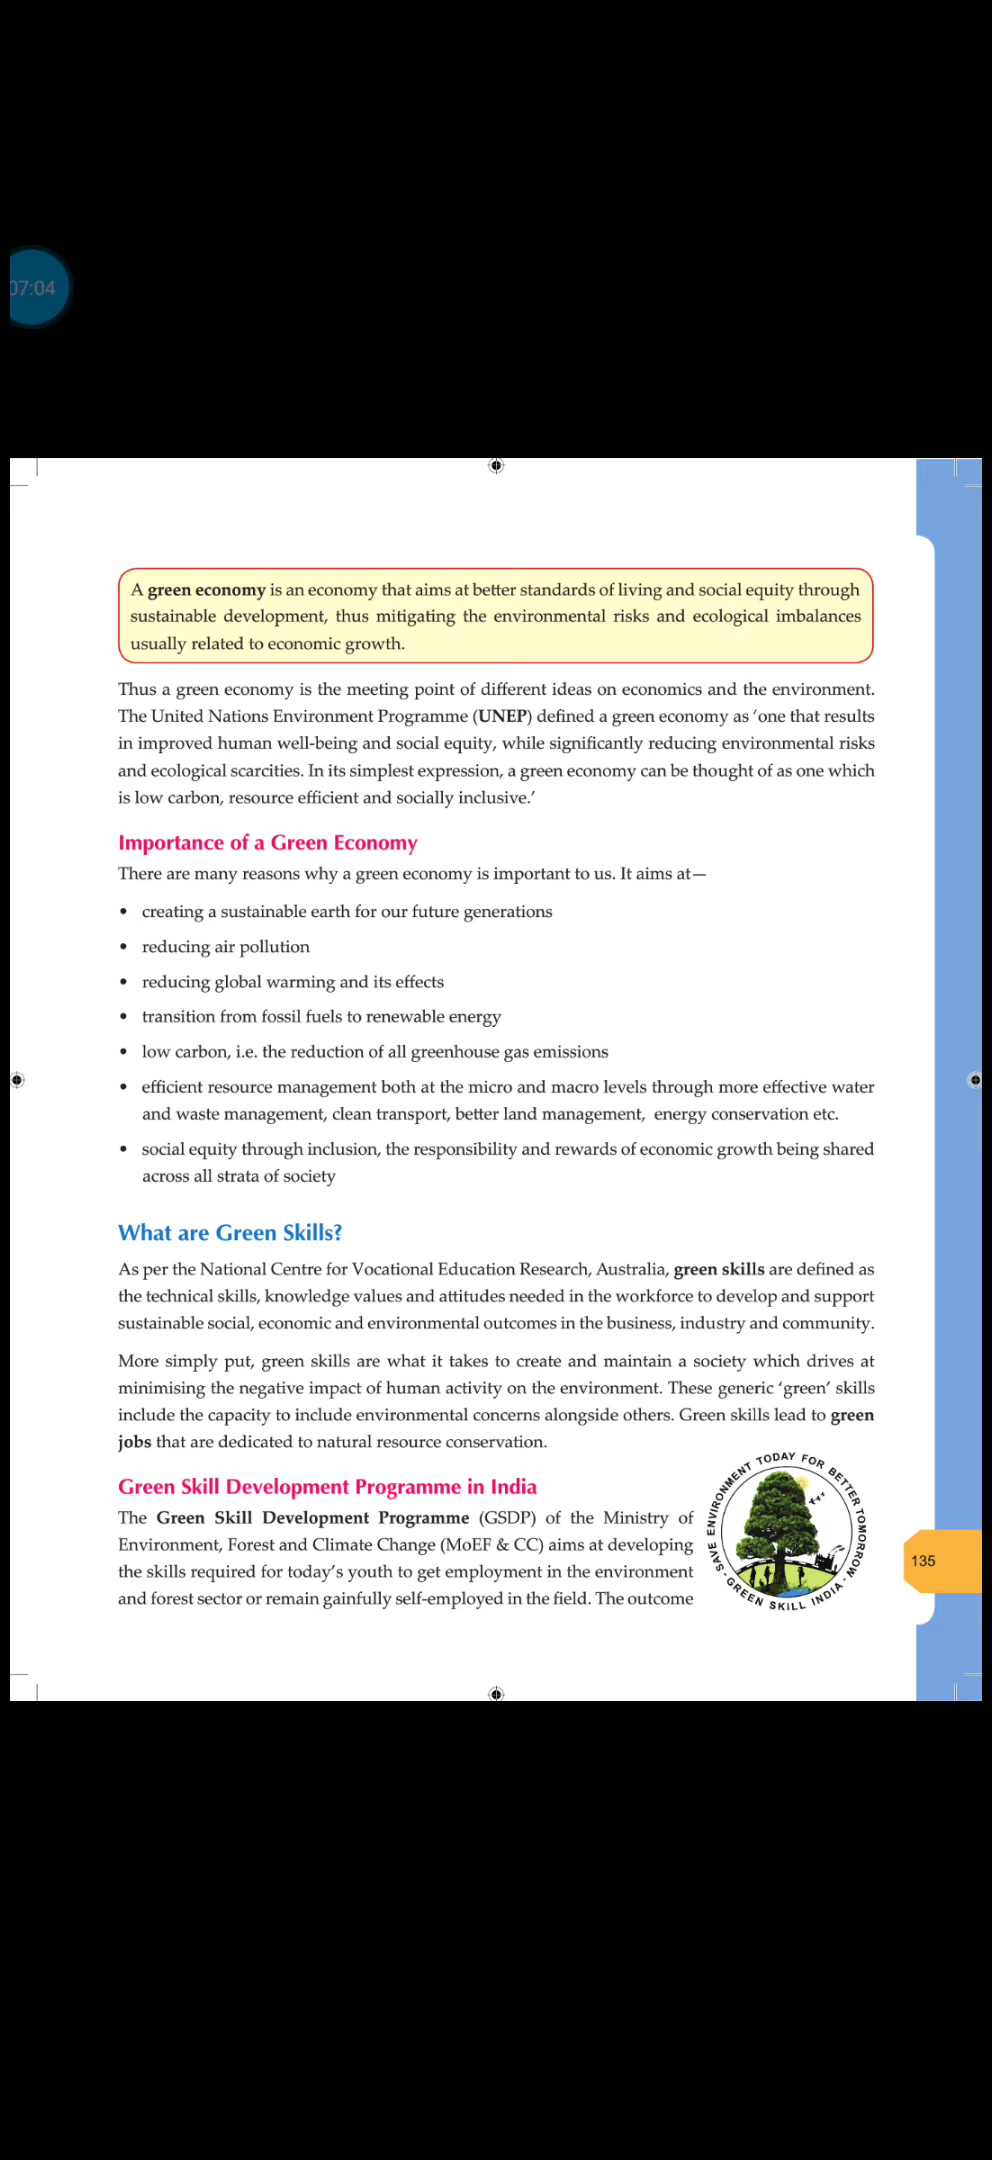 07:04
A green economy is an economy that aims at better standards of living and social equity through
sustainable development, thus mitigating the environmental risks and ecological imbalances
usually related to economic growth.
Thus a green economy is the meeting point of different ideas on economics and the environment.
The United Nations Environment Programme (UNEP) defined a green economy as ‘one that results
in improved human well-being and social equity, while significantly reducing environmental risks
and ecological scarcities. In its simplest expression, a green economy can be thought of as one which
is low carbon, resource efficient and socially inclusive.’
Importance of a Green Economy
There are many reasons why a green economy is important to us. It aims at—
• creating a sustainable earth for our future generations
• reducing air pollution
• reducing global warming and its effects
• transition from fossil fuels to renewable energy
• low carbon, i.e. the reduction of all greenhouse gas emissions
• efficient resource management both at the micro and macro levels through more effective water
and waste management, clean transport, better land management, energy conservation etc.
• social equity through inclusion, the responsibility and rewards of economic growth being shared
across all strata of society
What are Green Skills?
As per the National Centre for Vocational Education Research, Australia, green skills are defined as
the technical skills, knowledge values and attitudes needed in the workforce to develop and support
sustainable social, economic and environmental outcomes in the business, industry and community.
More simply put, green skills are what it takes to create and maintain a society which drives at
minimising the negative impact of human activity on the environment. These generic ‘green’ skills
include the capacity to include environmental concerns alongside others. Green skills lead to green
jobs that are dedicated to natural resource conservation.
Green Skill Development Programme in India
The Green Skill Development Programme (GSDP) of the Ministry of
Environment, Forest and Climate Change (MoEF & CC) aims at developing
the skills required for today’s youth to get employment in the environment
and forest sector or remain gainfully self-employed in the field. The outcome
SAVE ENVIRONMENT TODAY FOR BETTER TOMORROW
- GREEN SKILL INDIA -
135